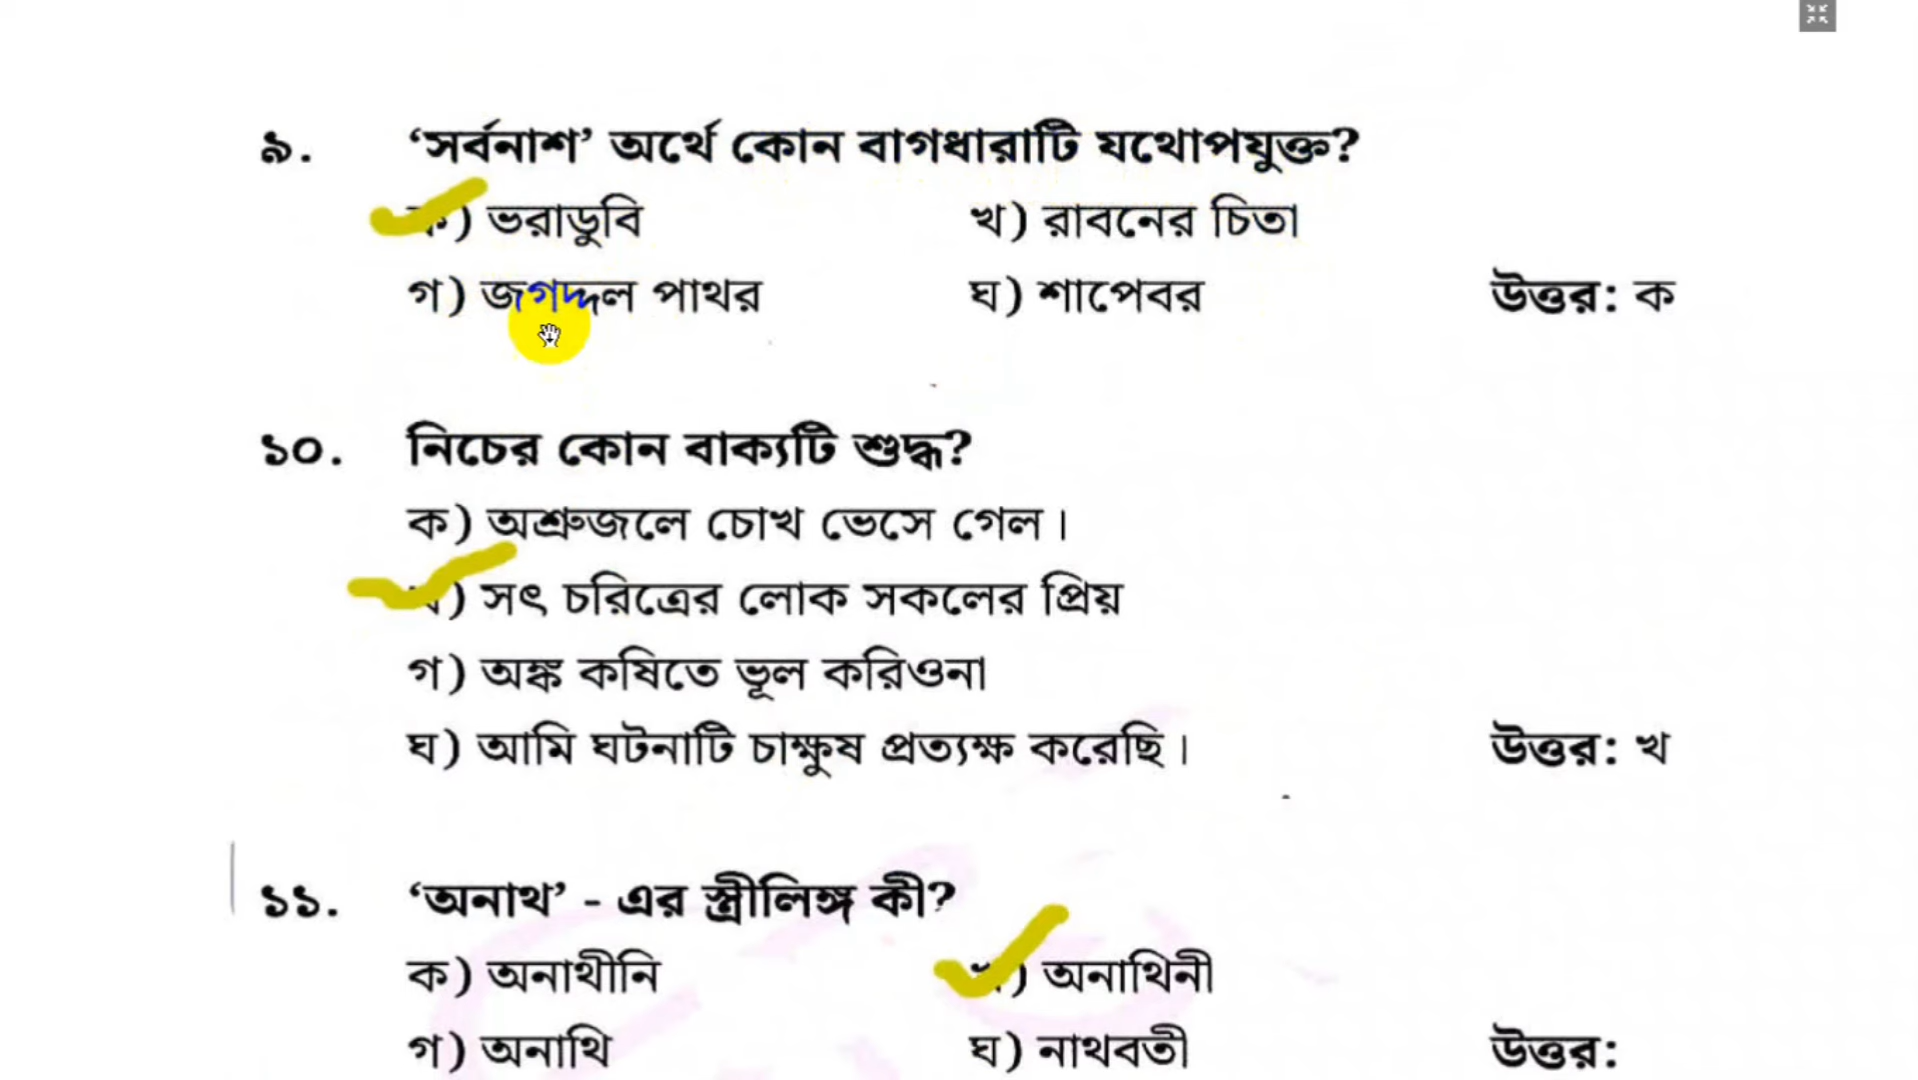 ৯. ‘সর্বনাশ’ অর্থে কোন বাগধারাটি যথোপযুক্ত?
ক) ভরাডুবি খ) রাবনের চিতা
গ) জগদ্দল পাথর ঘ) শাপেবর উত্তর: ক
১০. নিচের কোন বাক্যটি শুদ্ধ?
ক) অশ্রুজলে চোখ ভেসে গেল।
খ) সৎ চরিত্রের লোক সকলের প্রিয়
গ) অঙ্ক কষিতে ভূল করিওনা
ঘ) আমি ঘটনাটি চাক্ষুষ প্রত্যক্ষ করেছি। উত্তর: খ
১১. ‘অনাথ’ - এর স্ত্রীলিঙ্গ কী?
ক) অনাথীনি খ) অনাথিনী
গ) অনাথি ঘ) নাথবতী উত্তর: